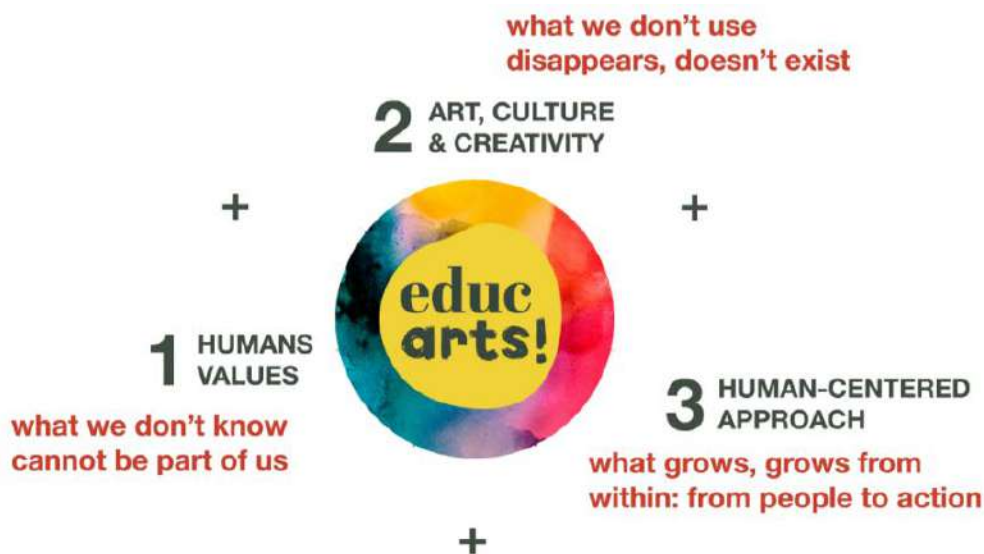 what we don't use
disappears, doesn't exist
2 ART, CULTURE
& CREATIVITY
+
+
educ
arts!
1 HUMANS
VALUES
what we don't know
cannot be part of us
3 HUMAN-CENTERED
APPROACH
what grows, grows from
within: from people to action
+